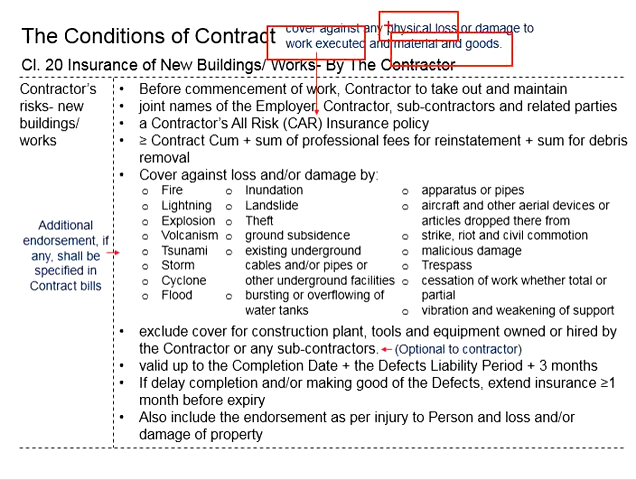 The Conditions of Contract
cover against any physical loss or damage to
work executed and material and goods.
Cl. 20 Insurance of New Buildings/ Works- By The Contractor
Contractor's
risks- new
buildings/
works
• Before commencement of work, Contractor to take out and maintain
• joint names of the Employer, Contractor, sub-contractors and related parties
• a Contractor's All Risk (CAR) Insurance policy
• ≥ Contract Cum + sum of professional fees for reinstatement + sum for debris
removal
• Cover against loss and/or damage by:
o Fire
o Lightning
o Explosion
o Volcanism
o Tsunami
o Storm
o Cyclone
o Flood
o Inundation
o Landslide
o Theft
o ground subsidence
o existing underground
cables and/or pipes or
other underground facilities
o bursting or overflowing of
water tanks
o apparatus or pipes
o aircraft and other aerial devices or
articles dropped there from
o strike, riot and civil commotion
o malicious damage
o Trespass
o cessation of work whether total or
partial
o vibration and weakening of support
Additional
endorsement, if
any, shall be
specified in
Contract bills
• exclude cover for construction plant, tools and equipment owned or hired by
the Contractor or any sub-contractors. (Optional to contractor)
• valid up to the Completion Date + the Defects Liability Period + 3 months
• If delay completion and/or making good of the Defects, extend insurance ≥1
month before expiry
• Also include the endorsement as per injury to Person and loss and/or
damage of property